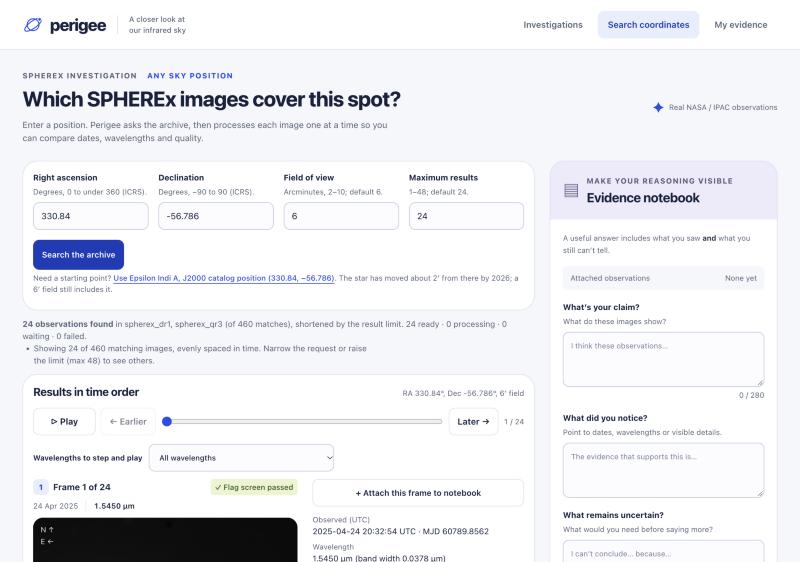 perigee
A closer look at
our infrared sky
Investigations
Search coordinates
My evidence
SPHEREX INVESTIGATION ANY SKY POSITION
Which SPHEREx images cover this spot?
Enter a position. Perigee asks the archive, then processes each image one at a time so you
can compare dates, wavelengths and quality.
Real NASA / IPAC observations
Right ascension
Degrees, 0 to under 360 (ICRS).
330.84
Declination
Degrees, −90 to 90 (ICRS).
-56.786
Field of view
Arcminutes, 2–10; default 6.
6
Maximum results
1–48; default 24.
24
Search the archive
Need a starting point? Use Epsilon Indi A, J2000 catalog position (330.84, −56.786). The star has moved about 2′ from there by 2026; a
6′ field still includes it.
24 observations found in spherex_dr1, spherex_qr3 (of 460 matches), shortened by the result limit. 24 ready · 0 processing · 0
waiting · 0 failed.
• Showing 24 of 460 matching images, evenly spaced in time. Narrow the request or raise
the limit (max 48) to see others.
Results in time order
RA 330.84°, Dec -56.786°, 6′ field
Play
← Earlier
Later →
1 / 24
Wavelengths to step and play
All wavelengths
1 Frame 1 of 24
✓ Flag screen passed
24 Apr 2025
1.5450 µm
N ↑
E ←
+ Attach this frame to notebook
Observed (UTC)
2025-04-24 20:32:54 UTC · MJD 60789.8562
Wavelength
1.5450 µm (band width 0.0378 µm)
MAKE YOUR REASONING VISIBLE
Evidence notebook
A useful answer includes what you saw and what you
still can't tell.
Attached observations
None yet
What's your claim?
What do these images show?
I think these observations...
0 / 280
What did you notice?
Point to dates, wavelengths or visible details.
The evidence that supports this is...
What remains uncertain?
What would you need before saying more?
I can't conclude... because...